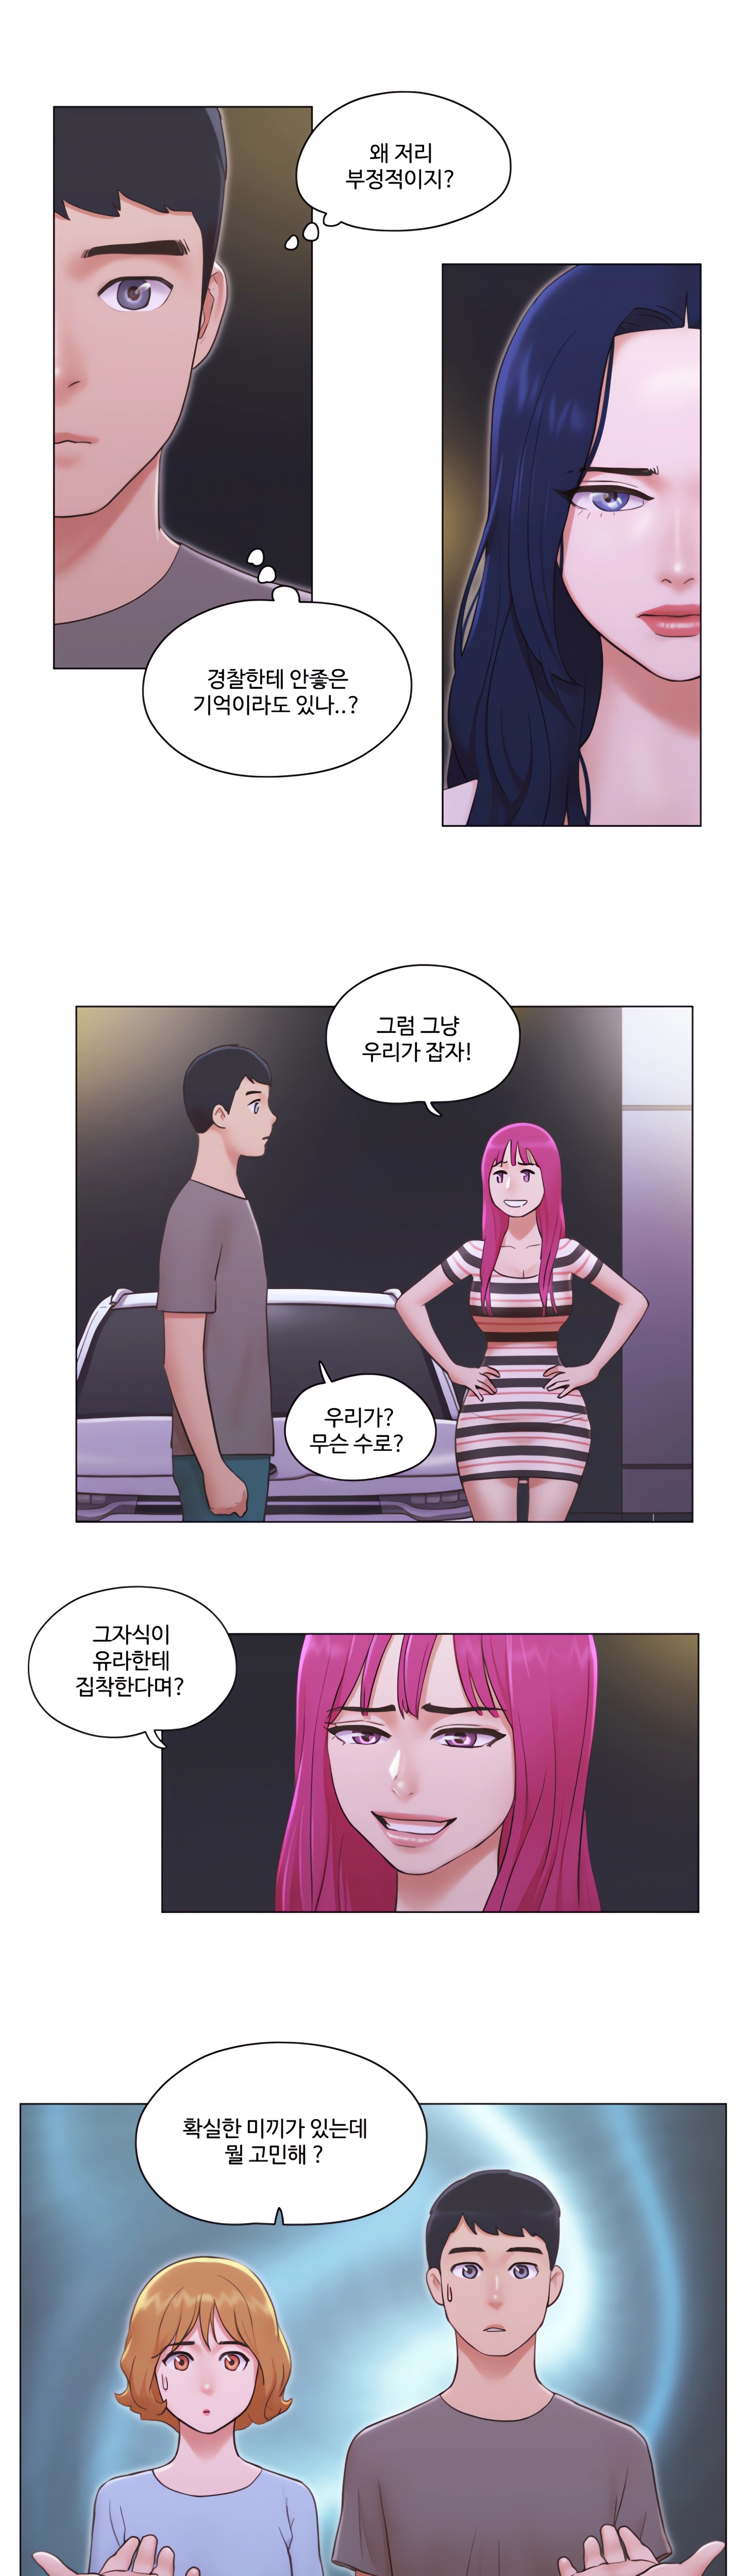 왜 저리
부정적이지?
경찰한테 안좋은
기억이라도 있나..?
그럼 그냥
우리가 잡자!
우리가?
무슨 수로?
그자식이
유라한테
집착한다며?
확실한 미끼가 있는데
뭘 고민해 ?